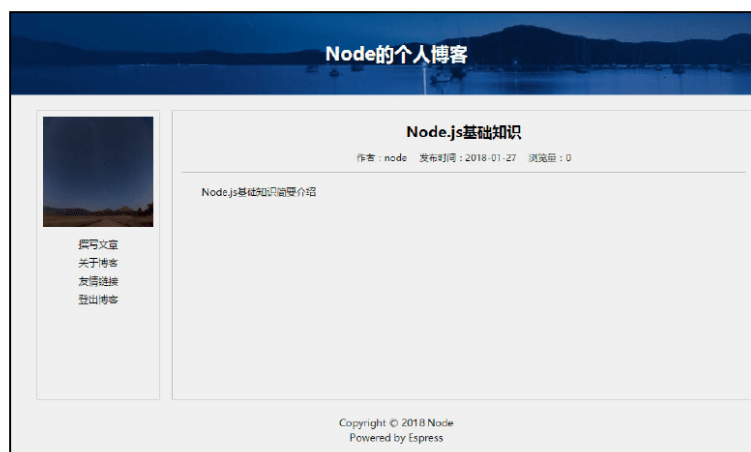 Node的个人博客
Node.js基础知识
作者：node 发布时间：2018-01-27 浏览量：0
Node.js基础知识简要介绍
撰写文章
关于博客
友情链接
登出博客
Copyright © 2018 Node
Powered by Espress